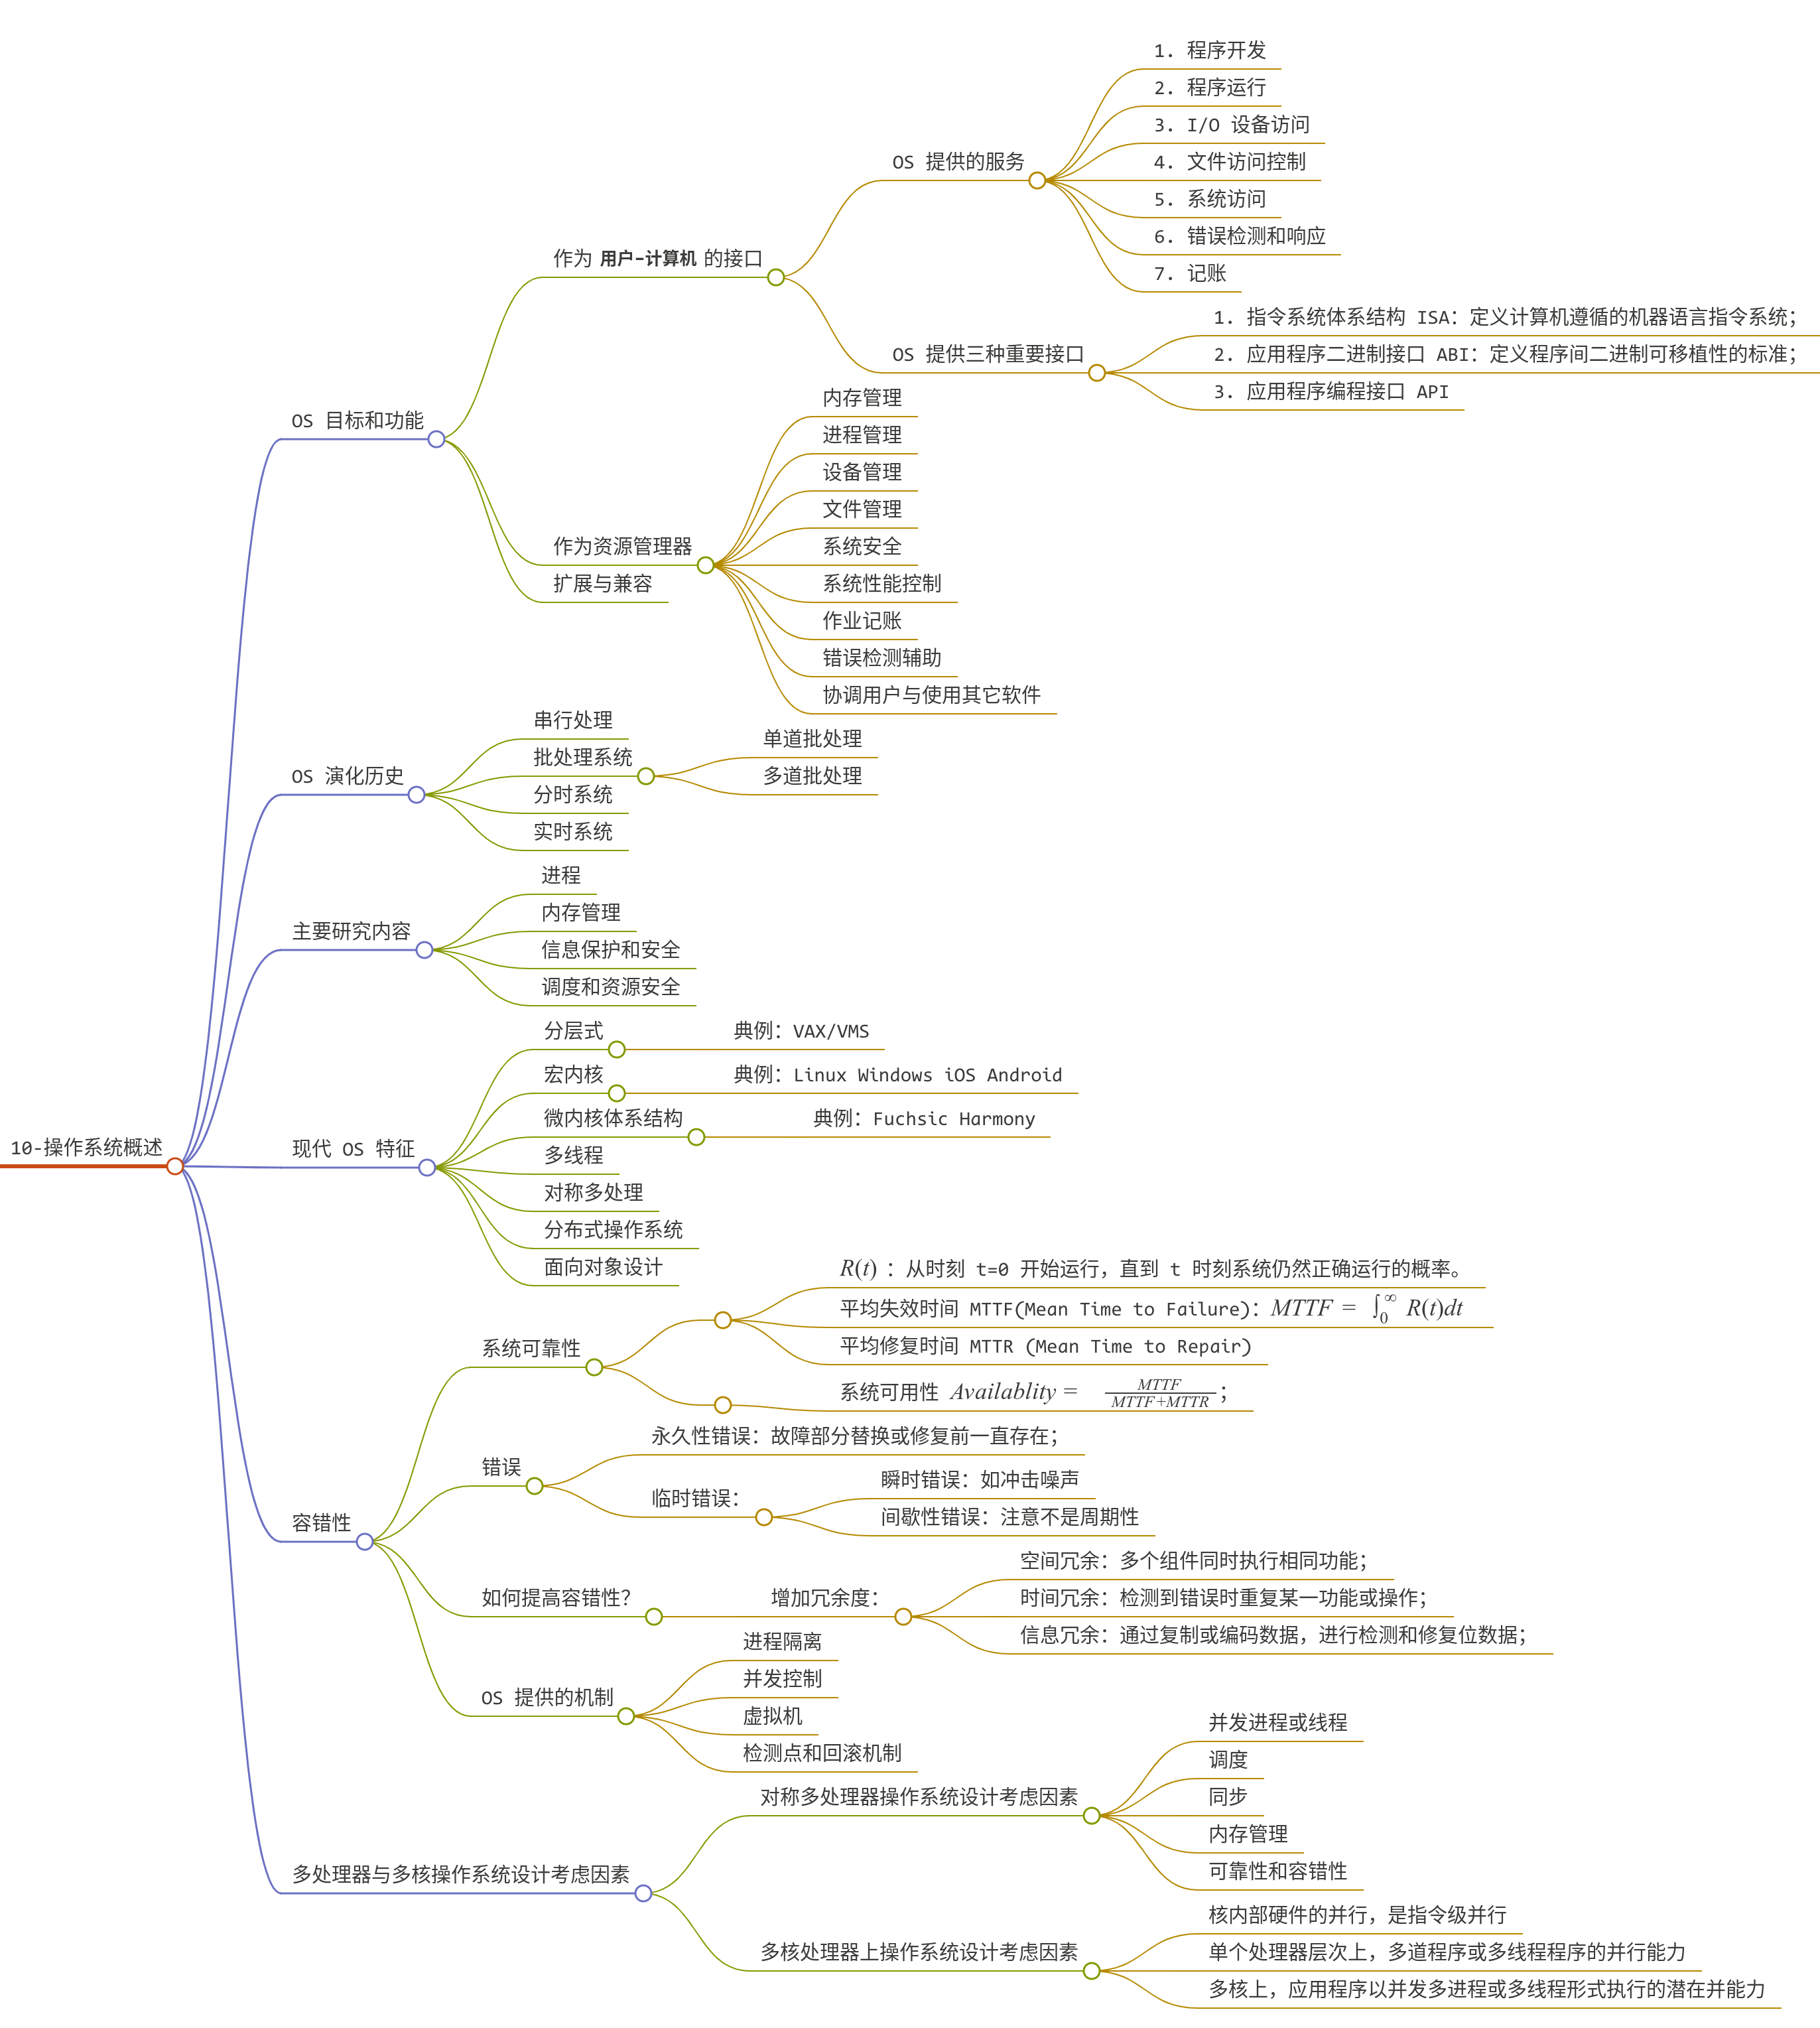 10-操作系统概述
OS 目标和功能
作为 用户-计算机 的接口
OS 提供的服务
1. 程序开发
2. 程序运行
3. I/O 设备访问
4. 文件访问控制
5. 系统访问
6. 错误检测和响应
7. 记账
OS 提供三种重要接口
1. 指令系统体系结构 ISA：定义计算机遵循的机器语言指令系统；
2. 应用程序二进制接口 ABI：定义程序间二进制可移植性的标准；
3. 应用程序编程接口 API
作为资源管理器
内存管理
进程管理
设备管理
文件管理
系统安全
系统性能控制
作业记账
错误检测辅助
协调用户与使用其它软件
扩展与兼容
OS 演化历史
串行处理
批处理系统
单道批处理
多道批处理
分时系统
实时系统
主要研究内容
进程
内存管理
信息保护和安全
调度和资源安全
现代 OS 特征
分层式
典例：VAX/VMS
宏内核
典例：Linux Windows iOS Android
微内核体系结构
典例：Fuchsic Harmony
多线程
对称多处理
分布式操作系统
面向对象设计
容错性
系统可靠性
R(t) ：从时刻 t=0 开始运行，直到 t 时刻系统仍然正确运行的概率。
平均失效时间 MTTF(Mean Time to Failure)：MTTF = ∫₀^∞ R(t)dt
平均修复时间 MTTR (Mean Time to Repair)
系统可用性 Availablity = MTTF/(MTTF+MTTR)；
错误
永久性错误：故障部分替换或修复前一直存在；
临时错误：
瞬时错误：如冲击噪声
间歇性错误：注意不是周期性
如何提高容错性？
增加冗余度：
空间冗余：多个组件同时执行相同功能；
时间冗余：检测到错误时重复某一功能或操作；
信息冗余：通过复制或编码数据，进行检测和修复位数据；
OS 提供的机制
进程隔离
并发控制
虚拟机
检测点和回滚机制
多处理器与多核操作系统设计考虑因素
对称多处理器操作系统设计考虑因素
并发进程或线程
调度
同步
内存管理
可靠性和容错性
多核处理器上操作系统设计考虑因素
核内部硬件的并行，是指令级并行
单个处理器层次上，多道程序或多线程程序的并行能力
多核上，应用程序以并发多进程或多线程形式执行的潜在并能力